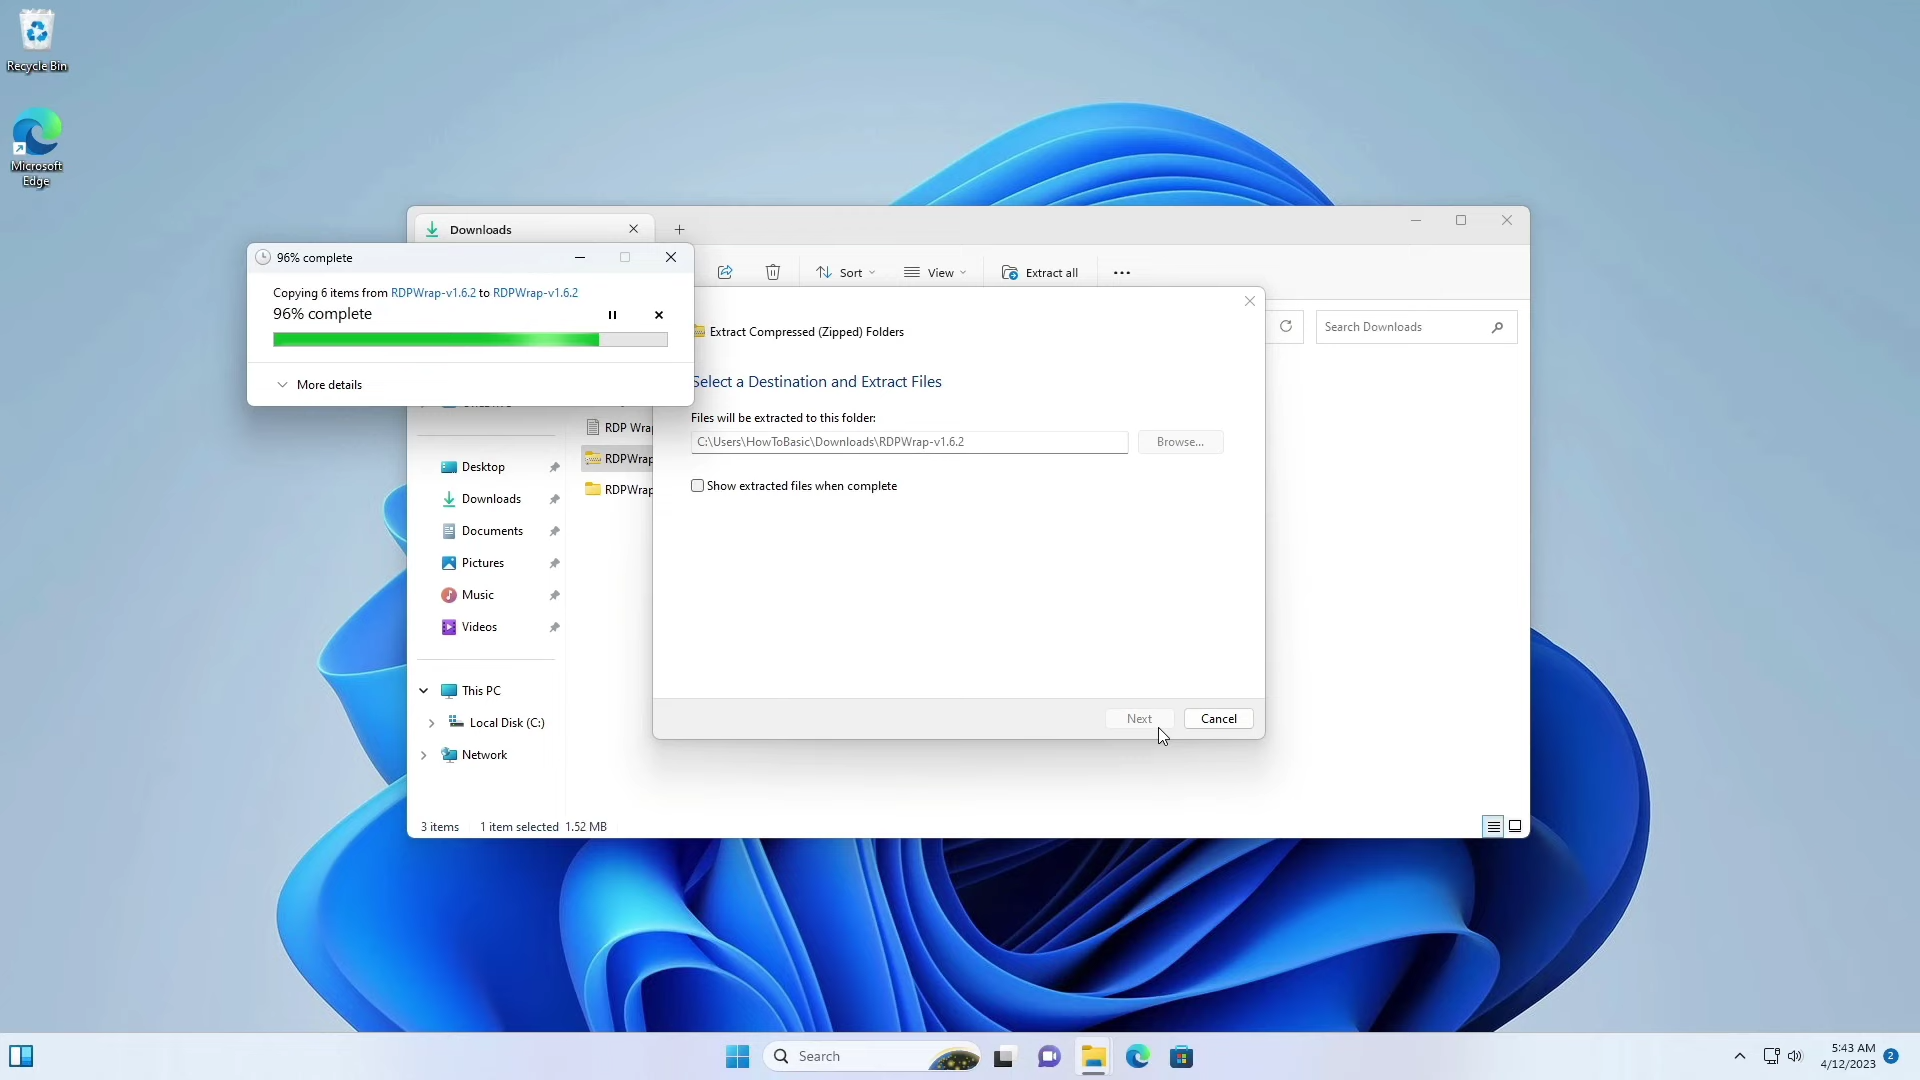 Recycle Bin
Microsoft
Edge
Downloads
Sort
View
Extract all
96% complete
Copying 6 items from RDPWrap-v1.6.2 to RDPWrap-v1.6.2
96% complete
More details
Extract Compressed (Zipped) Folders
Search Downloads
Select a Destination and Extract Files
Files will be extracted to this folder:
C:\Users\HowToBasic\Downloads\RDPWrap-v1.6.2
Browse...
Show extracted files when complete
RDP Wrap
RDPWrap
RDPWrap
Desktop
Downloads
Documents
Pictures
Music
Videos
This PC
Local Disk (C:)
Network
Next
Cancel
3 items
1 item selected 1.52 MB
Search
5:43 AM
4/12/2023
2